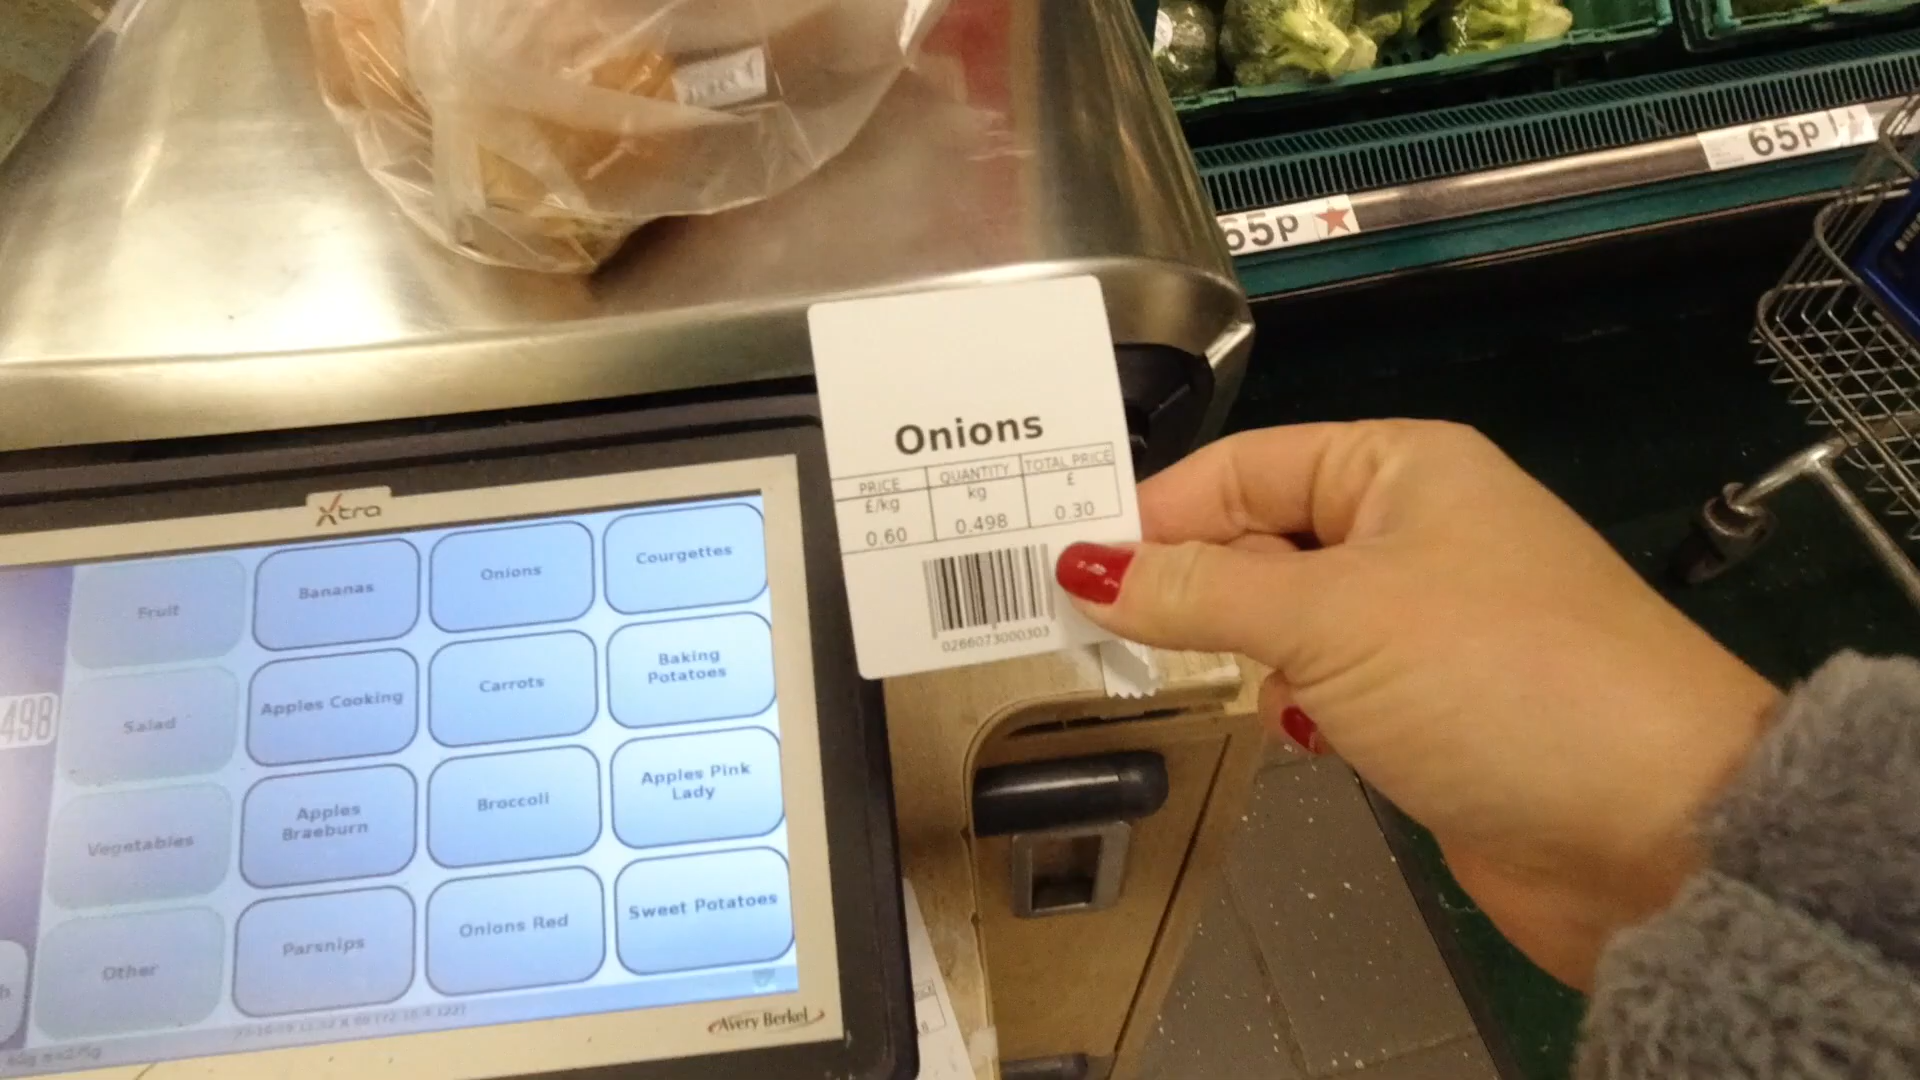 65p
65p
Onions
PRICE QUANTITY TOTAL PRICE
£/kg kg £
0.60 0.498 0.30
0266073000303
Xtra
498
Fruit Bananas Onions Courgettes
Salad Apples Cooking Carrots Baking Potatoes
Vegetables Apples Braeburn Broccoli Apples Pink Lady
Other Parsnips Onions Red Sweet Potatoes
Avery Berkel